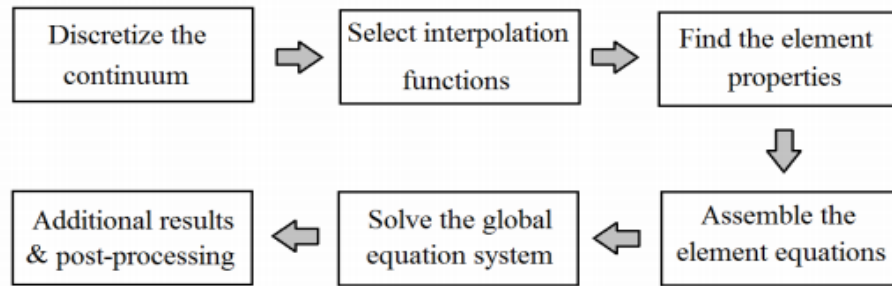 Discretize the
continuum
Select interpolation
functions
Find the element
properties
Assemble the
element equations
Solve the global
equation system
Additional results
& post-processing